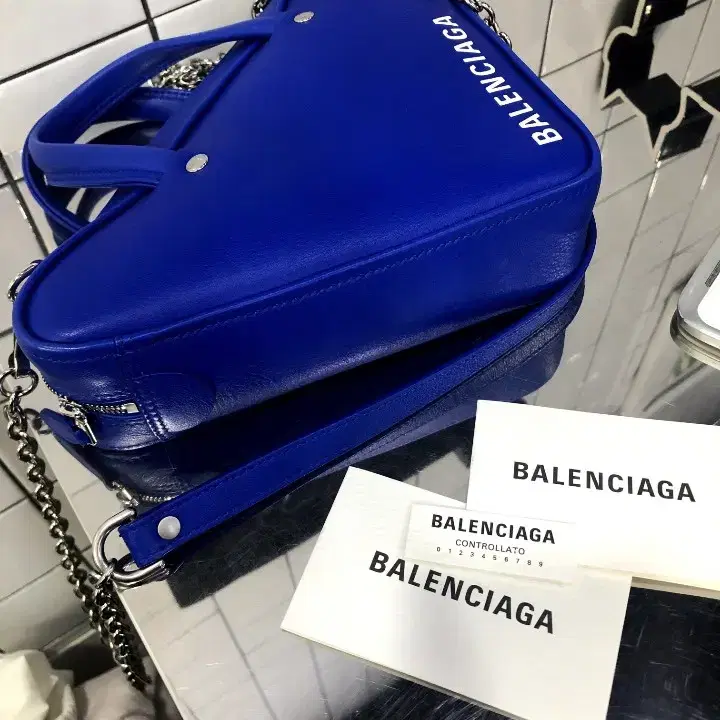 BALENCIAGA
BALENCIAGA
BALENCIAGA
CONTROLLATO
0 1 2 3 4 5 6 7 8 9
BALENCIAGA